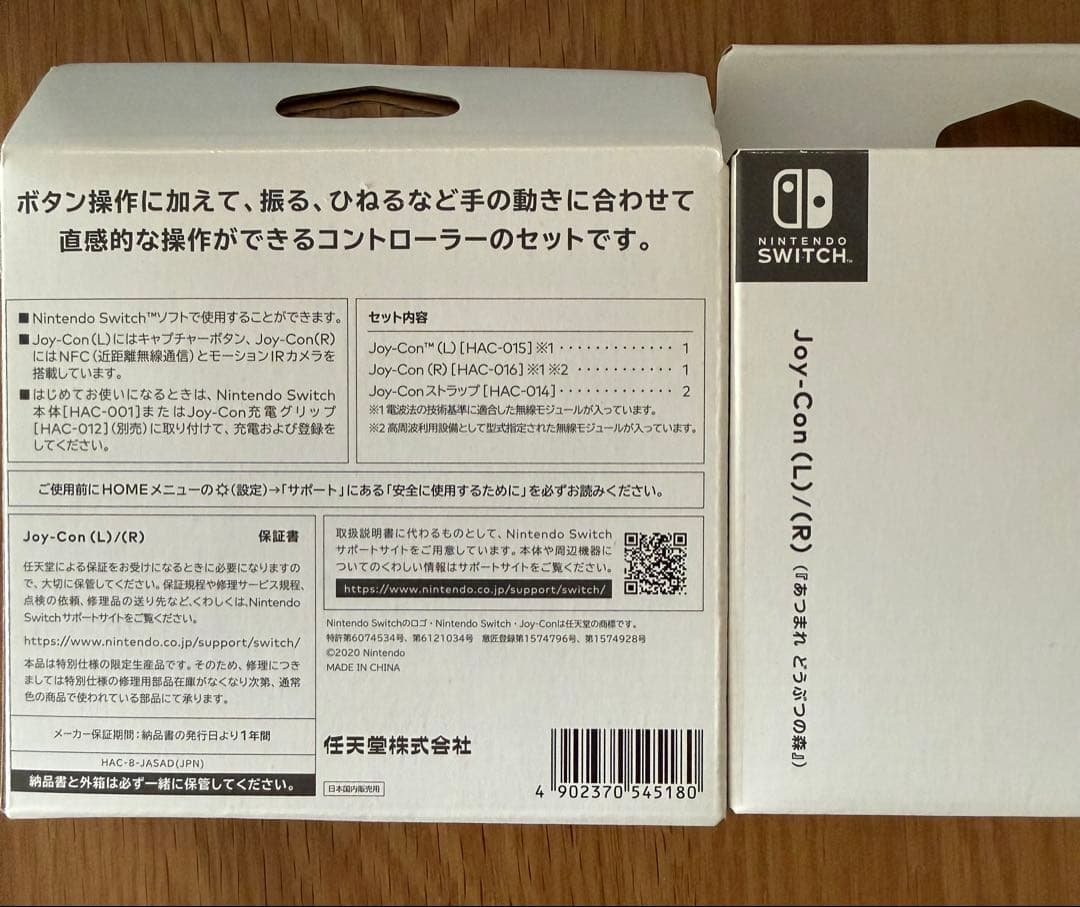 ボタン操作に加えて、振る、ひねるなど手の動きに合わせて
直感的な操作ができるコントローラーのセットです。
■Nintendo Switch™ソフトで使用することができます。
■Joy-Con(L)にはキャプチャーボタン、Joy-Con(R)
にはNFC(近距離無線通信)とモーションIRカメラを
搭載しています。
■はじめてお使いになるときは、Nintendo Switch
本体[HAC-001]またはJoy-Con充電グリップ
[HAC-012](別売)に取り付けて、充電および登録を
してください。
セット内容
Joy-Con™(L)[HAC-015]※1・・・・・・・・・・・・・1
Joy-Con (R)[HAC-016]※1※2・・・・・・・・・・・1
Joy-Conストラップ[HAC-014]・・・・・・・・・・・・2
※1 電波法の技術基準に適合した無線モジュールが入っています。
※2 高周波利用設備として型式指定された無線モジュールが入っています。
ご使用前にHOMEメニューの(設定)→「サポート」にある「安全に使用するために」を必ずお読みください。
Joy-Con(L)/(R) 保証書
任天堂による保証をお受けになるときに必要になりますの
で、大切に保管してください。保証規程や修理サービス規程、
点検の依頼、修理品の送り先など、くわしくは、Nintendo
Switchサポートサイトをご覧ください。
https://www.nintendo.co.jp/support/switch/
本品は特別仕様の限定生産品です。そのため、修理につき
ましては特別仕様の修理用部品在庫がなくなり次第、通常
色の商品で使われている部品にて承ります。
メーカー保証期間：納品書の発行日より1年間
HAC-8-JASAD(JPN)
納品書と外箱は必ず一緒に保管してください。
取扱説明書に代わるものとして、Nintendo Switch
サポートサイトをご用意しています。本体や周辺機器に
ついてのくわしい情報はサポートサイトをご覧ください。
https://www.nintendo.co.jp/support/switch/
Nintendo Switchのロゴ・Nintendo Switch・Joy-Conは任天堂の商標です。
特許第6074534号、第6121034号 意匠登録第1574796号、第1574928号
©2020 Nintendo
MADE IN CHINA
任天堂株式会社
日本国内販売用
4 902370 545180
NINTENDO
SWITCH™
Joy-Con(L)/(R)(『あつまれ どうぶつの森』)